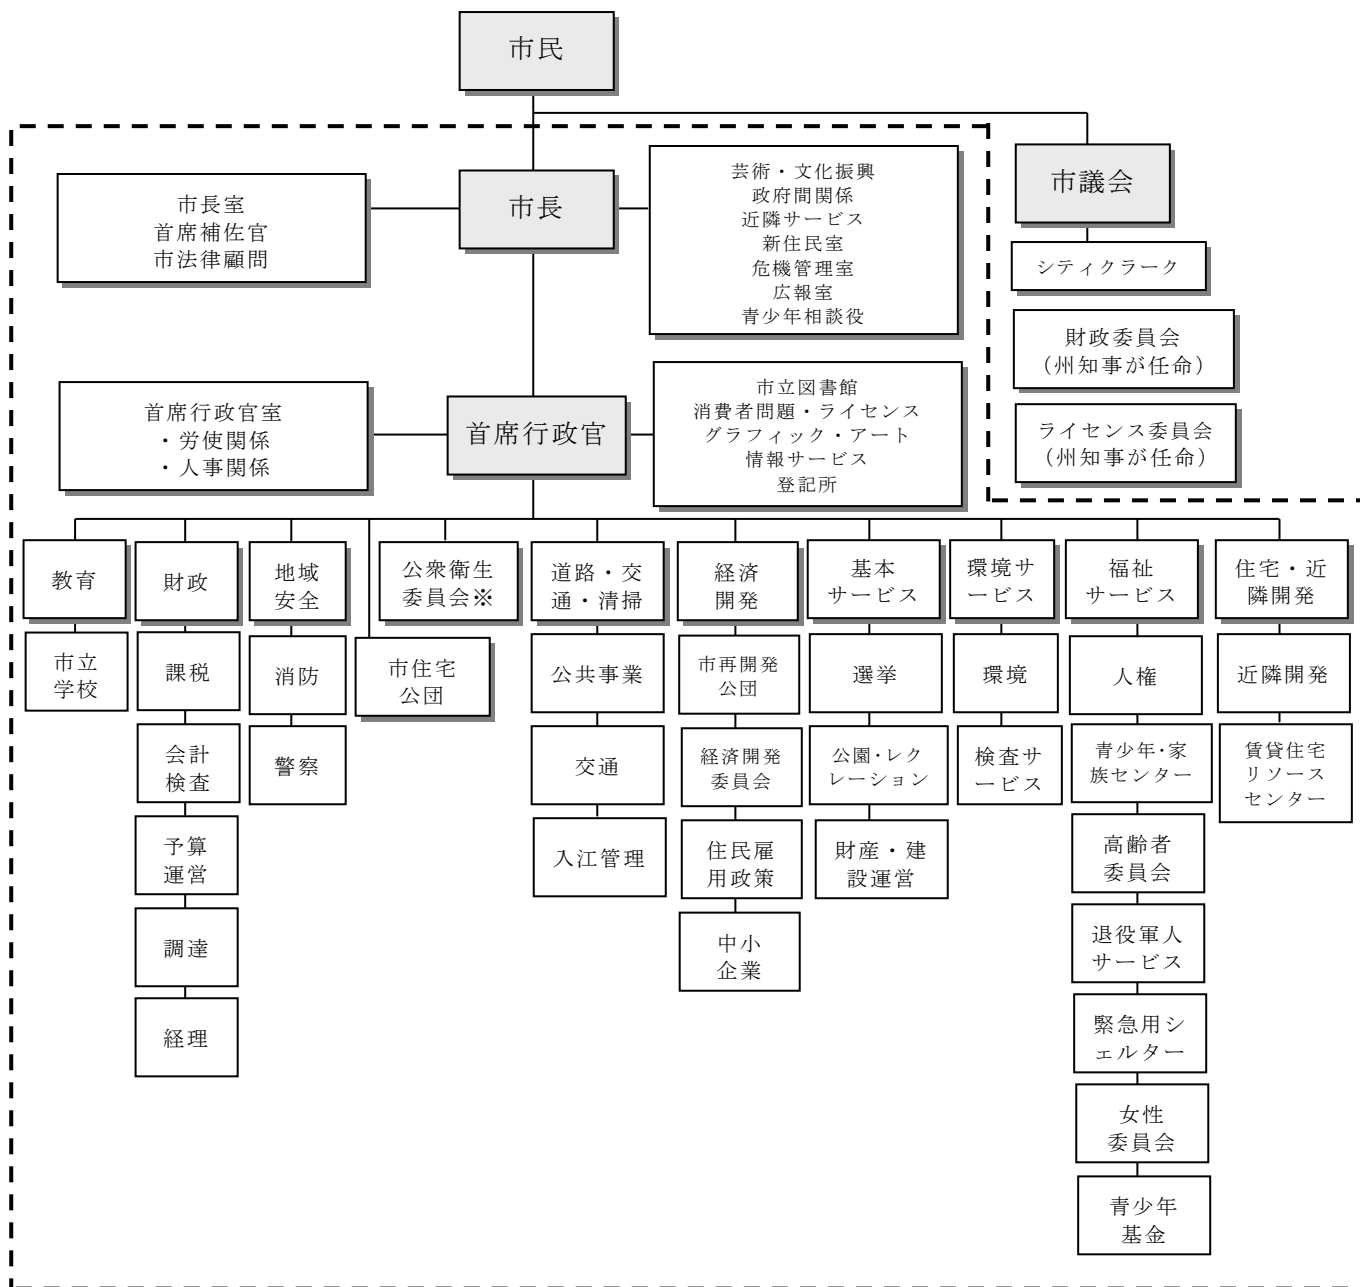 市民
市長
市議会
市長室
首席補佐官
市法律顧問
芸術・文化振興
政府間関係
近隣サービス
新住民室
危機管理室
広報室
青少年相談役
シティクラーク
財政委員会
（州知事が任命）
ライセンス委員会
（州知事が任命）
首席行政官室
・労使関係
・人事関係
首席行政官
市立図書館
消費者問題・ライセンス
グラフィック・アート
情報サービス
登記所
教育
市立
学校
財政
課税
会計
検査
予算
運営
調達
経理
地域
安全
消防
警察
市住宅
公団
公衆衛生
委員会※
道路・交
通・清掃
公共事業
交通
入江管理
経済
開発
市再開発
公団
経済開発
委員会
住民雇
用政策
中小
企業
基本
サービス
選挙
公園・レク
レーション
財産・建
設運営
環境サ
ービス
環境
検査サ
ービス
福祉
サービス
人権
青少年・家
族センター
高齢者
委員会
退役軍人
サービス
緊急用シ
ェルター
女性
委員会
青少年
基金
住宅・近
隣開発
近隣開発
賃貸住宅
リソース
センター